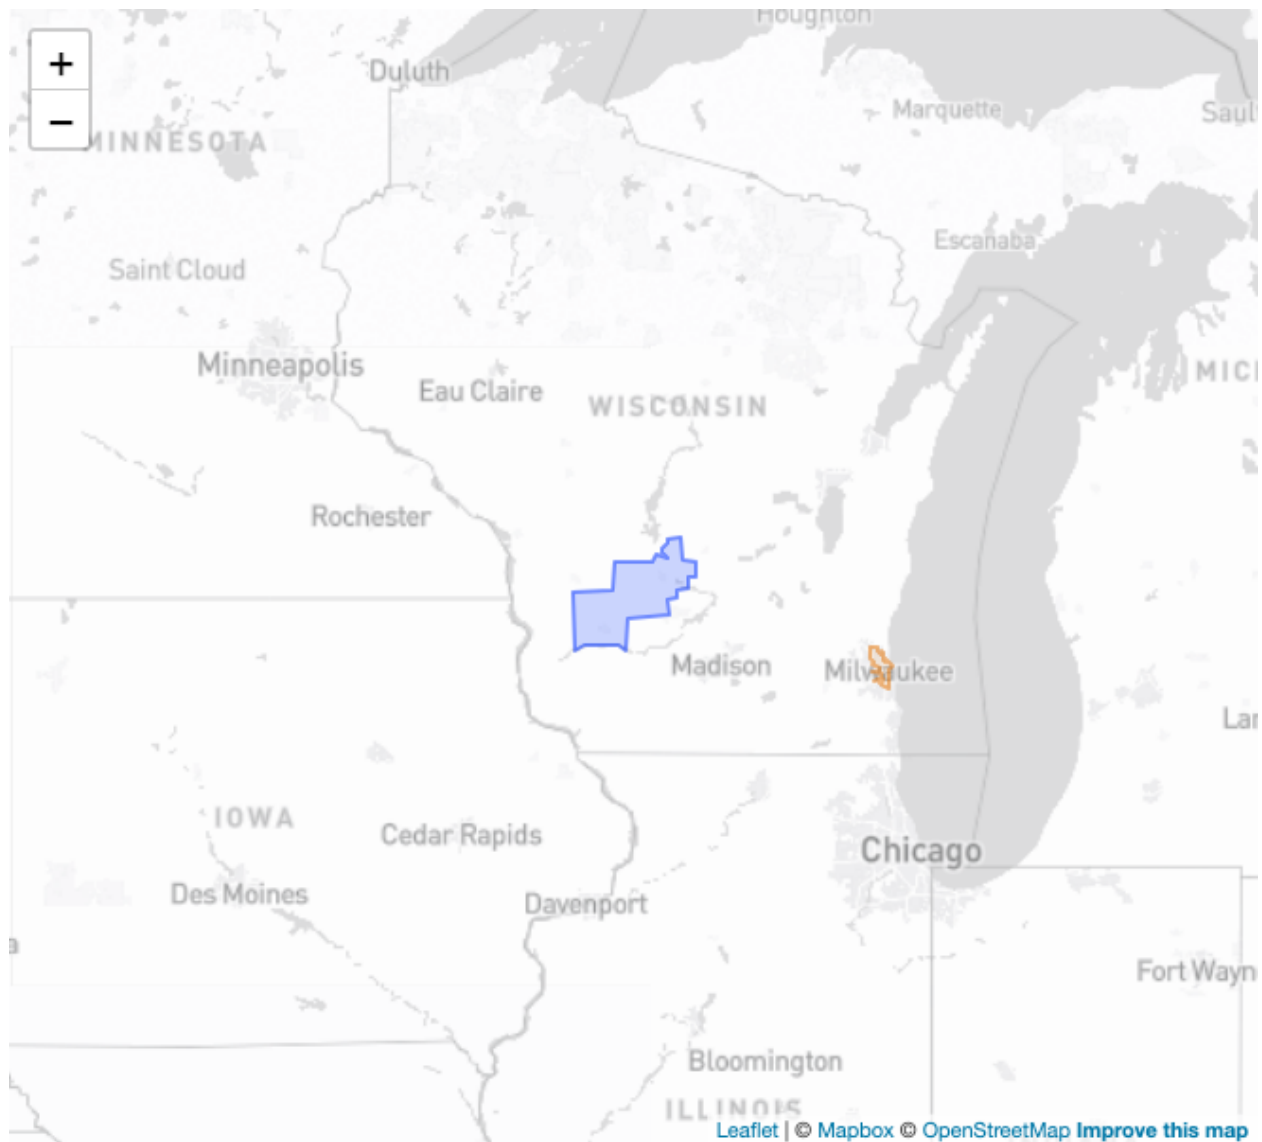 Houghton
+
Duluth
Marquette
Saul
−
MINNESOTA
Escanaba
Saint Cloud
Minneapolis
MICI
Eau Claire
WISCONSIN
Rochester
Madison
Milwaukee
Lar
IOWA
Cedar Rapids
Chicago
Des Moines
Davenport
a
Fort Wayn
Bloomington
ILLINOIS
Leaflet | © Mapbox © OpenStreetMap Improve this map